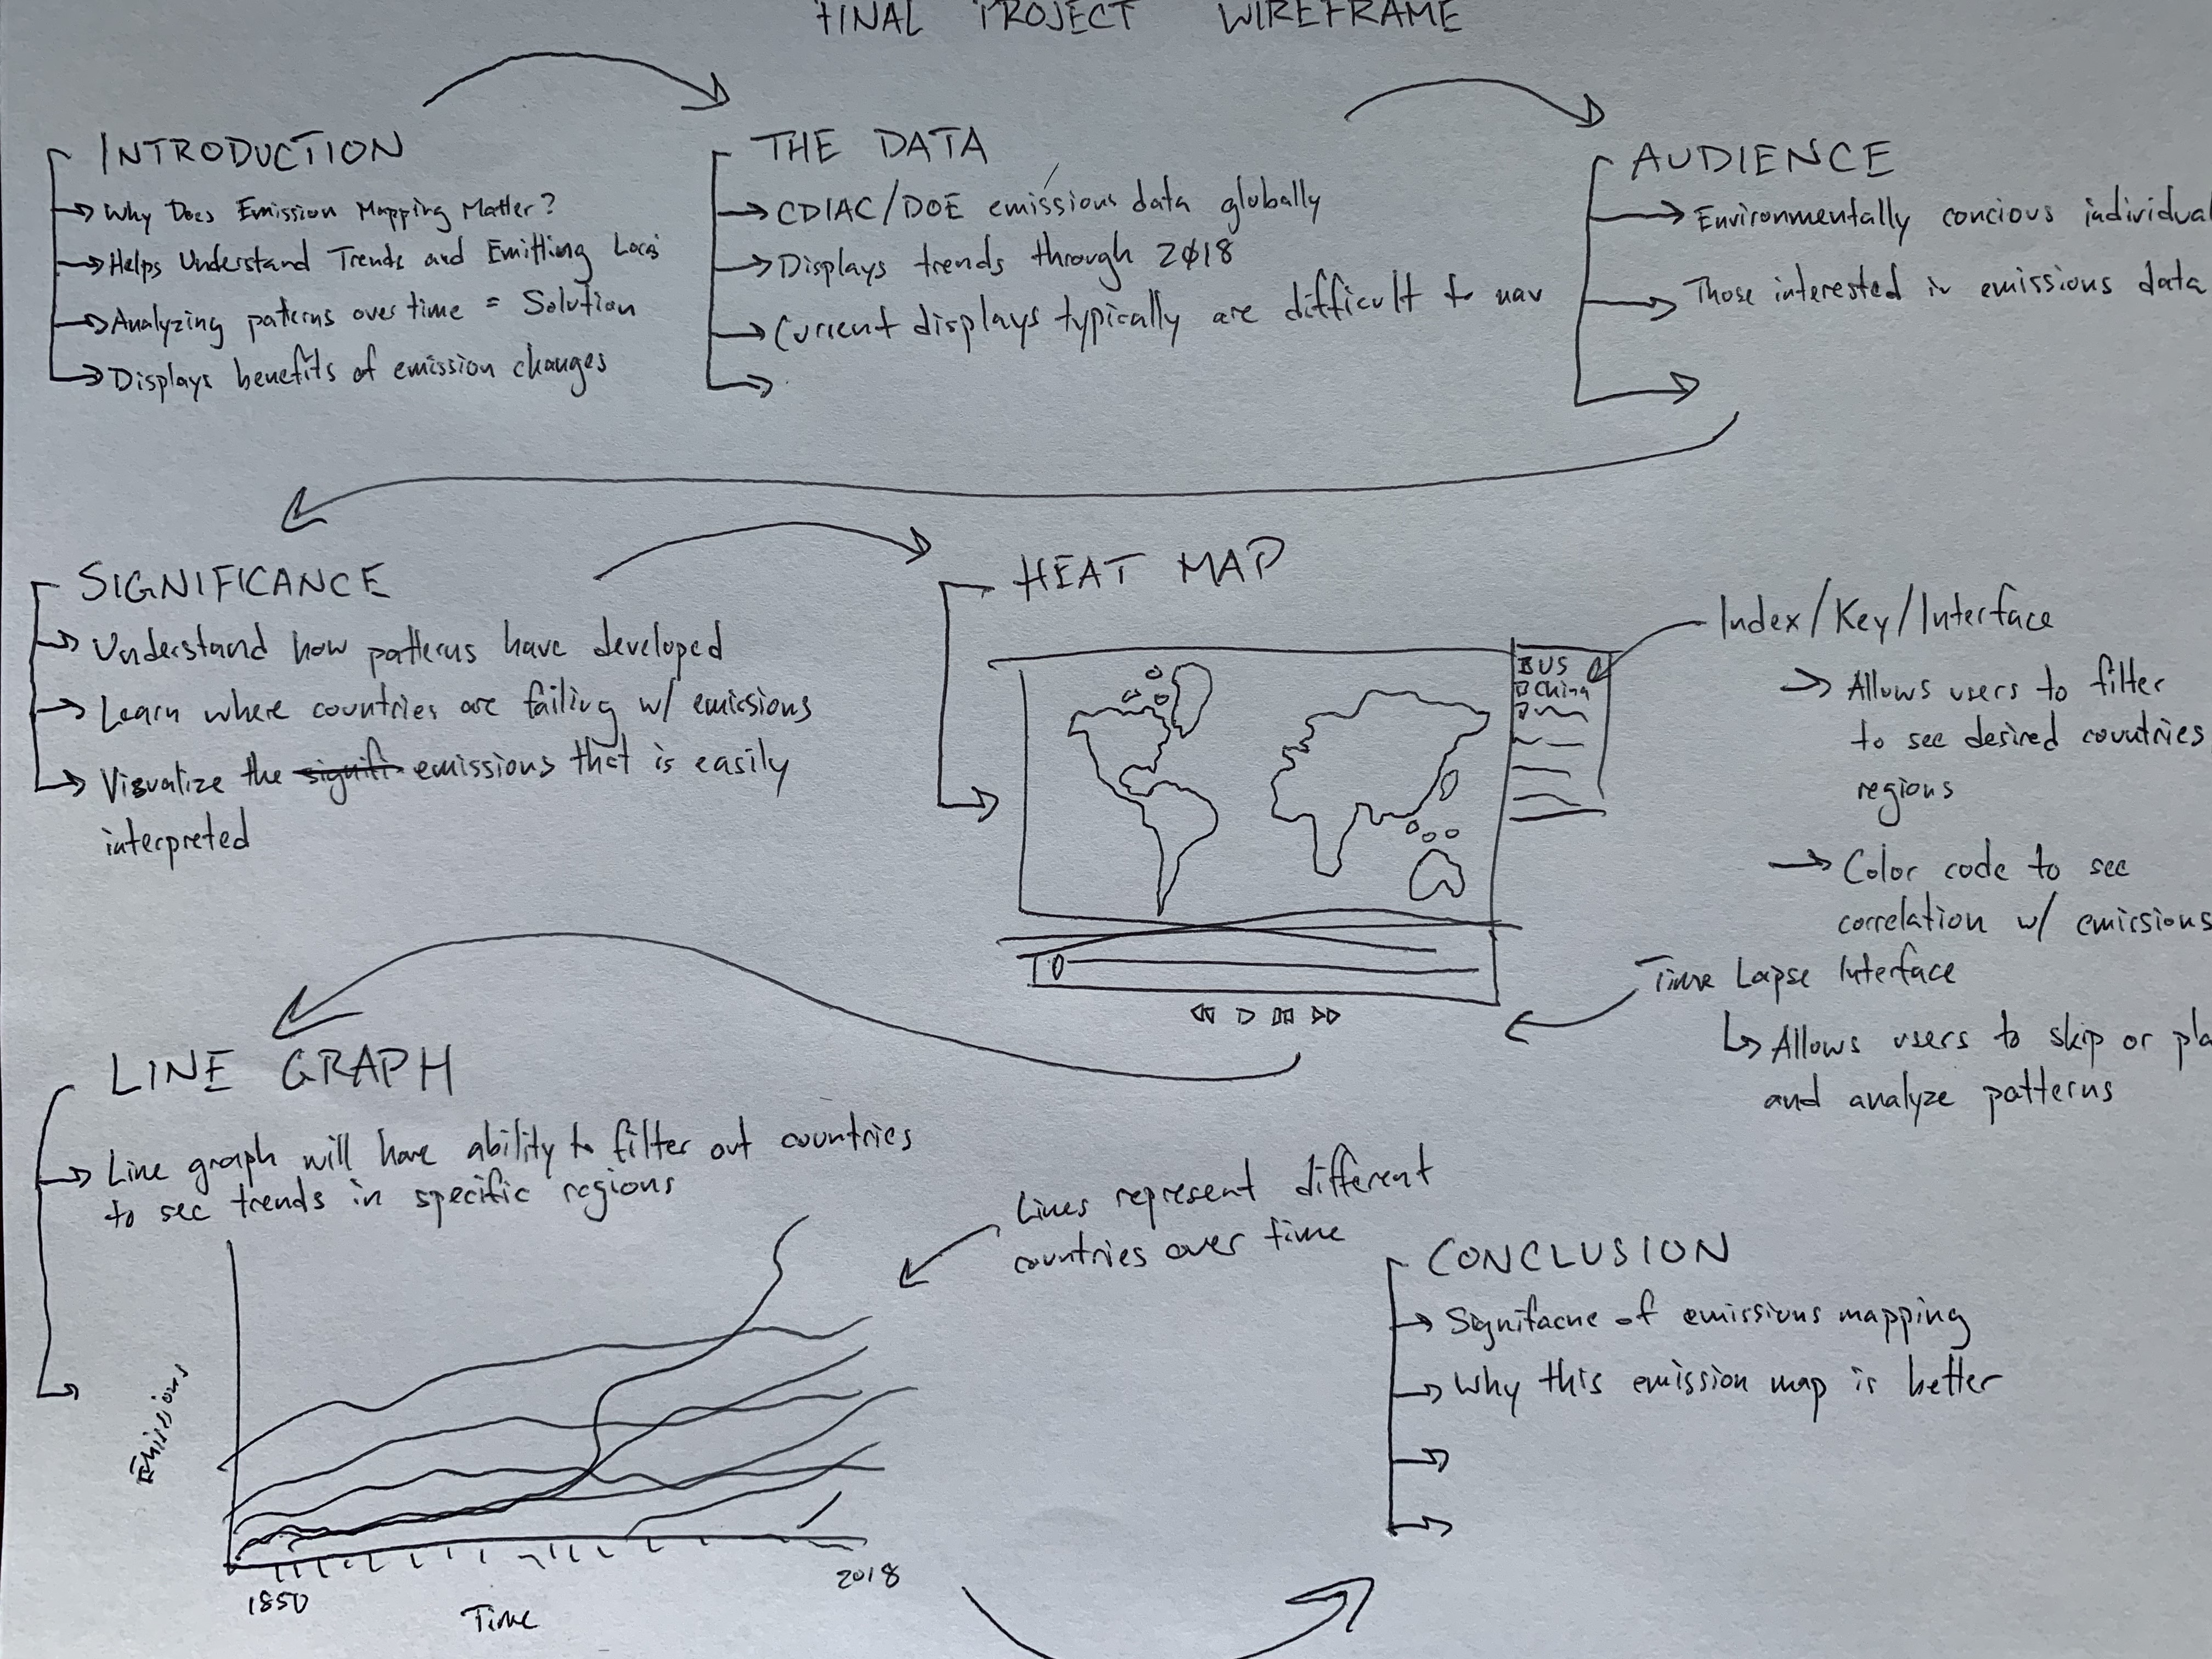 FINAL PROJECT WIREFRAME
INTRODUCTION
Why Does Emission Mapping Matter?
Helps Understand Trends and Emitting Loci
Analyzing patterns over time = Solution
Displays benefits of emission changes
THE DATA
CDIAC/DOE emissions data globally
Displays trends through 2018
Current displays typically are difficult to nav
AUDIENCE
Environmentally concious individual
Those interested in emissions data
SIGNIFICANCE
Understand how patterns have developed
Learn where countries are failing w/ emissions
Visualize the emissions that is easily
interpreted
HEAT MAP
US
China
Index/Key/Interface
Allows users to filter
to see desired countries
regions
Color code to see
correlation w/ emissions
Time Lapse Interface
Allows users to skip or pla
and analyze patterns
LINE GRAPH
Line graph will have ability to filter out countries
to see trends in specific regions
Emissions
1850
Time
2018
Lines represent different
countries over time
CONCLUSION
Signifacne of emissions mapping
Why this emission map is better